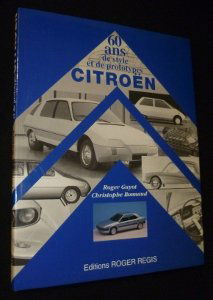 60
ans
de style
et de prototypes
CITROËN
Roger Guyot
Christophe Bonnaud
Editions ROGER REGIS